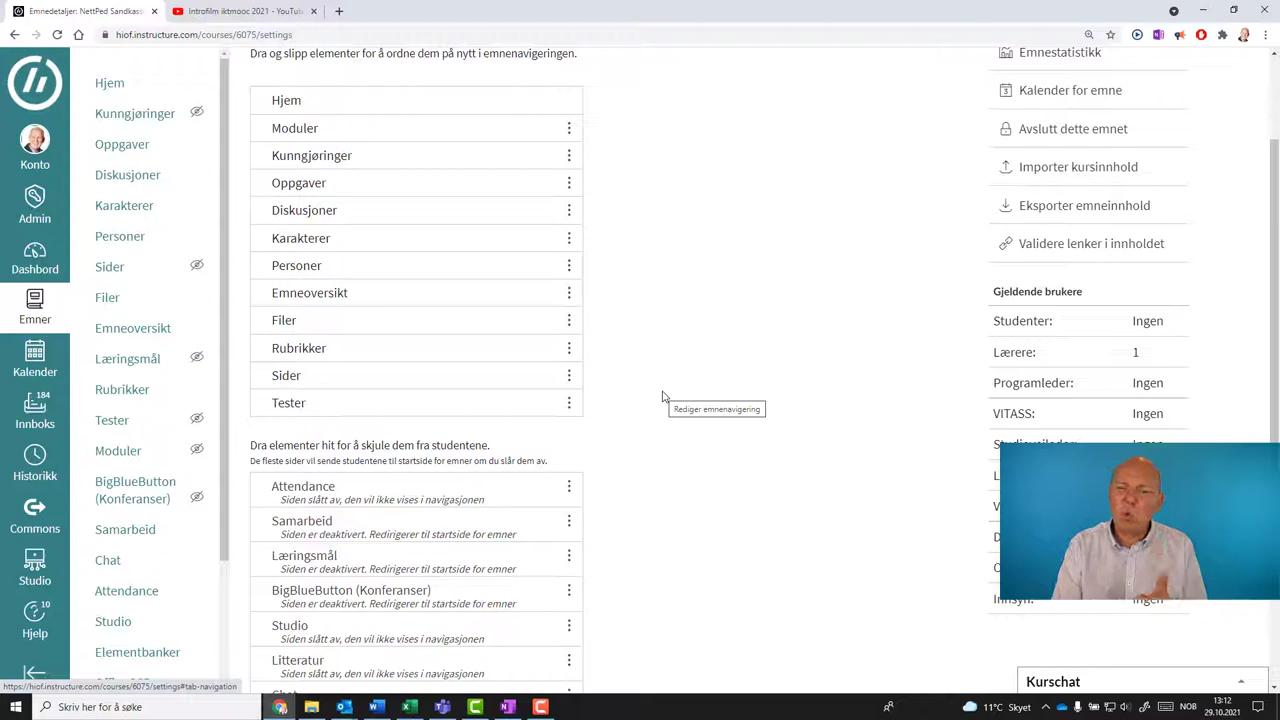 Emnedetaljer: NettPed Sandkass
Introfilm iktmooc 2021 - YouTube
hiof.instructure.com/courses/6075/settings
Konto
Admin
Dashbord
Emner
Kalender
184
Innboks
Historikk
Commons
Studio
10
Hjelp
Hjem
Kunngjøringer
Oppgaver
Diskusjoner
Karakterer
Personer
Sider
Filer
Emneoversikt
Læringsmål
Rubrikker
Tester
Moduler
BigBlueButton
(Konferanser)
Samarbeid
Chat
Attendance
Studio
Elementbanker
Dra og slipp elementer for å ordne dem på nytt i emnenavigeringen.
Hjem
Moduler
Kunngjøringer
Oppgaver
Diskusjoner
Karakterer
Personer
Emneoversikt
Filer
Rubrikker
Sider
Tester
Rediger emnenavigering
Dra elementer hit for å skjule dem fra studentene.
De fleste sider vil sende studentene til startside for emner om du slår dem av.
Attendance
Siden slått av, den vil ikke vises i navigasjonen
Samarbeid
Siden er deaktivert. Redirigerer til startside for emner
Læringsmål
Siden er deaktivert. Redirigerer til startside for emner
BigBlueButton (Konferanser)
Siden er deaktivert. Redirigerer til startside for emner
Studio
Siden slått av, den vil ikke vises i navigasjonen
Litteratur
Siden slått av, den vil ikke vises i navigasjonen
Emnestatistikk
Kalender for emne
Avslutt dette emnet
Importer kursinnhold
Eksporter emneinnhold
Validere lenker i innholdet
Gjeldende brukere
Studenter: Ingen
Lærere: 1
Programleder: Ingen
VITASS: Ingen
Kurschat
https://hiof.instructure.com/courses/6075/settings#tab-navigation
Skriv her for å søke
11°C Skyet
NOB
13:12
29.10.2021